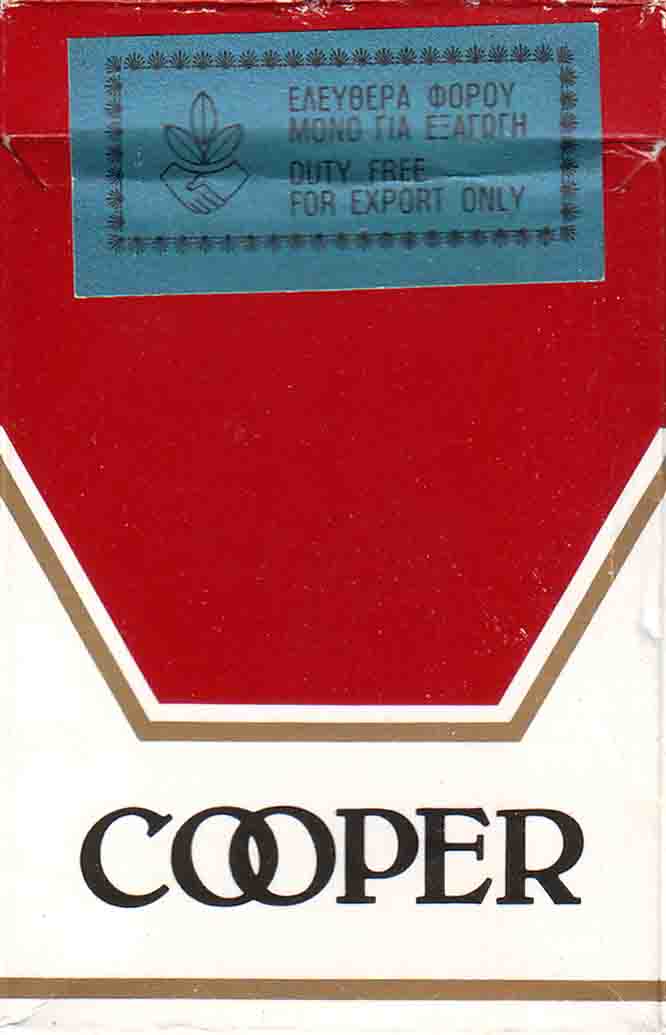 ΕΛΕΥΘΕΡΑ ΦΟΡΟΥ
ΜΟΝΟ ΓΙΑ ΕΞΑΓΩΓΗ
DUTY FREE
FOR EXPORT ONLY
COOPER